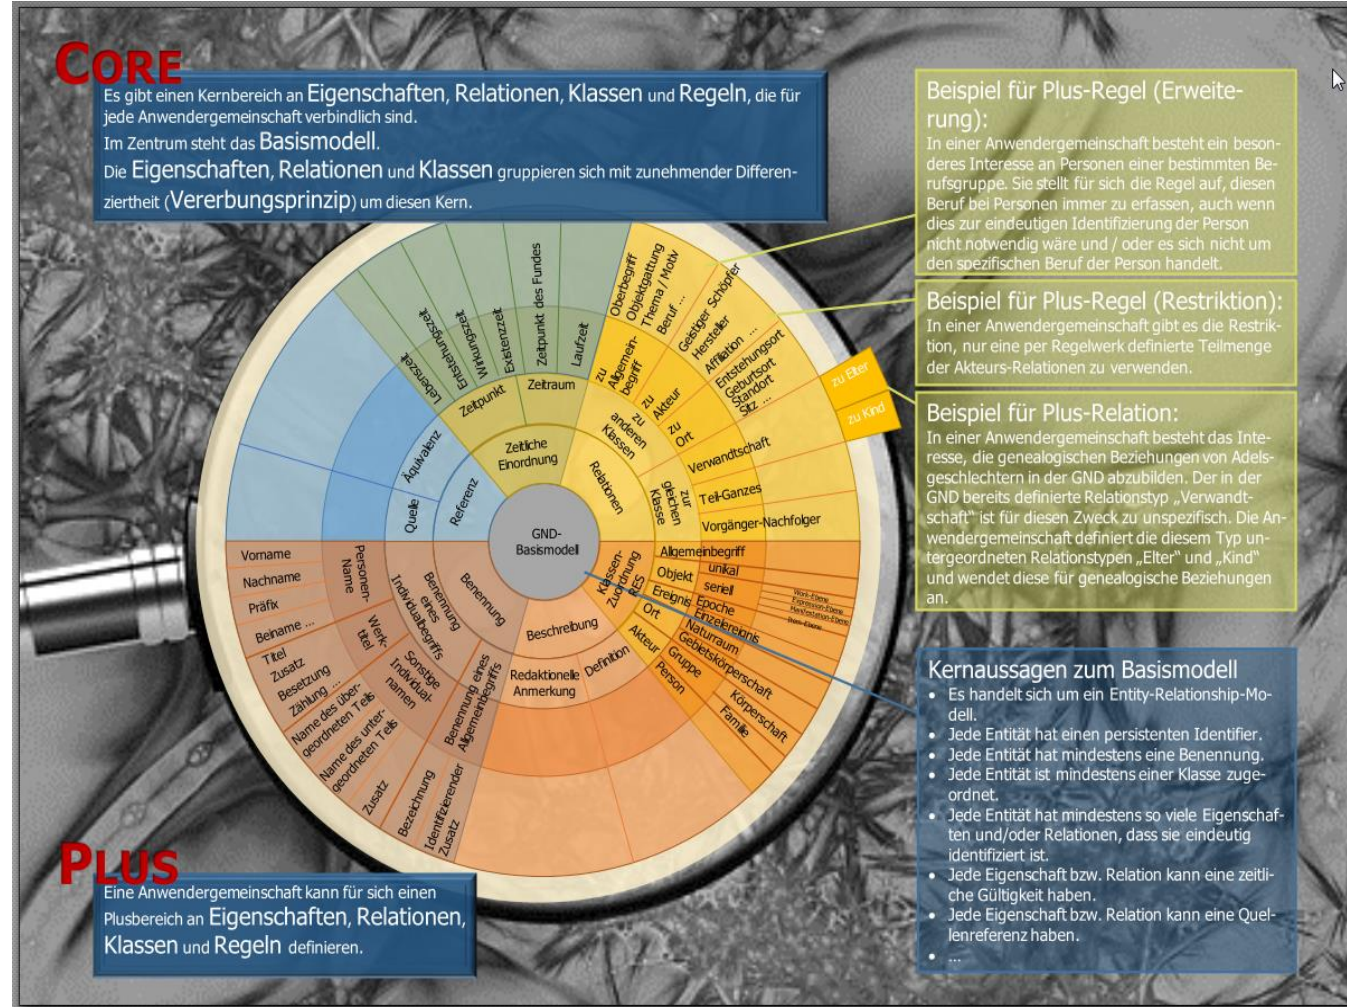 CORE
Es gibt einen Kernbereich an Eigenschaften, Relationen, Klassen und Regeln, die für
jede Anwendergemeinschaft verbindlich sind.
Im Zentrum steht das Basismodell.
Die Eigenschaften, Relationen und Klassen gruppieren sich mit zunehmender Differen-
ziertheit (Vererbungsprinzip) um diesen Kern.
Beispiel für Plus-Regel (Erweite-
rung):
In einer Anwendergemeinschaft besteht ein beson-
deres Interesse an Personen einer bestimmten Be-
rufsgruppe. Sie stellt für sich die Regel auf, diesen
Beruf bei Personen immer zu erfassen, auch wenn
dies zur eindeutigen Identifizierung der Person
nicht notwendig wäre und / oder es sich nicht um
den spezifischen Beruf der Person handelt.
Beispiel für Plus-Regel (Restriktion):
In einer Anwendergemeinschaft gibt es die Restrik-
tion, nur eine per Regelwerk definierte Teilmenge
der Akteurs-Relationen zu verwenden.
Beispiel für Plus-Relation:
In einer Anwendergemeinschaft besteht das Inte-
resse, die genealogischen Beziehungen von Adels-
geschlechtern in der GND abzubilden. Der in der
GND bereits definierte Relationstyp „Verwandt-
schaft“ ist für diesen Zweck zu unspezifisch. Die An-
wendergemeinschaft definiert die diesem Typ un-
tergeordneten Relationstypen „Elter“ und „Kind“
und wendet diese für genealogische Beziehungen
an.
Kernaussagen zum Basismodell
• Es handelt sich um ein Entity-Relationship-Mo-
dell.
• Jede Entität hat einen persistenten Identifier.
• Jede Entität hat mindestens eine Benennung.
• Jede Entität ist mindestens einer Klasse zuge-
ordnet.
• Jede Entität hat mindestens so viele Eigenschaf-
ten und/oder Relationen, dass sie eindeutig
identifiziert ist.
• Jede Eigenschaft bzw. Relation kann eine zeitli-
che Gültigkeit haben.
• Jede Eigenschaft bzw. Relation kann eine Quel-
lenreferenz haben.
• ...
GND-
Basismodell
Zeitliche
Einordnung
Zeitpunkt
Zeitraum
Lebenszeit
Entstehungszeit
Wirkungszeit
Existenzzeit
Zeitpunkt des Fundes
Laufzeit
Relationen
zu
anderen
Klassen
zu
Allgemein-
begriff
Oberbegriff
Objektgattung
Thema / Motiv
Beruf ...
zu
Akteur
Geistiger Schöpfer
Hersteller
Affiliation ...
zu
Ort
Entstehungsort
Geburtsort
Standort
Sitz ...
zur
gleichen
Klasse
Verwandtschaft
zu Elter
zu Kind
Teil-Ganzes
Vorgänger-Nachfolger
Klassen-
Zuordnung
RES
Allgemeinbegriff
Objekt
unikal
seriell
Work-Ebene
Expression-Ebene
Manifestation-Ebene
Item-Ebene
Ereignis
Epoche
Einzelereignis
Ort
Naturraum
Gebietskörperschaft
Akteur
Gruppe
Körperschaft
Familie
Person
Beschreibung
Definition
Redaktionelle
Anmerkung
Benennung
Benennung eines
Allgemeinbegriffs
Identifizierender
Zusatz
Bezeichnung
Benennung
eines
Individualbegriffs
Sonstige
Individual-
namen
Zusatz
Name des unter-
geordneten Teils
Name des über-
geordneten Teils
Werk-
titel
Zählung ...
Besetzung
Zusatz
Titel
Personen-
Name
Beiname ...
Präfix
Nachname
Vorname
Referenz
Quelle
Äquivalenz
PLUS
Eine Anwendergemeinschaft kann für sich einen
Plusbereich an Eigenschaften, Relationen,
Klassen und Regeln definieren.